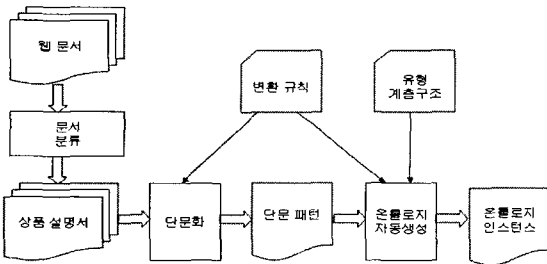 웹 문서
변환 규칙
유형
계층구조
문서
분류
상품 설명서
단문화
단문 패턴
온톨로지
자동생성
온톨로지
인스턴스